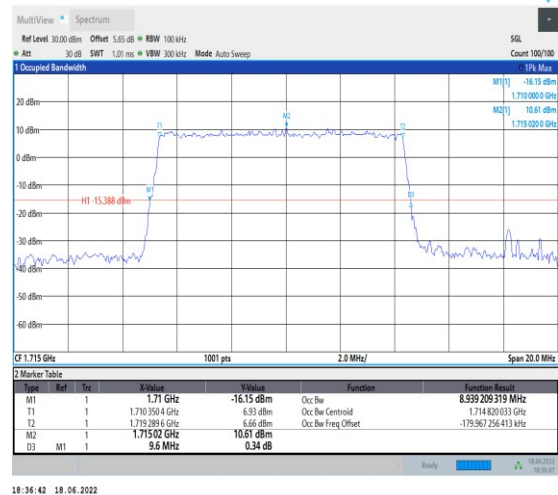 MultiView Spectrum
Ref Level 30.00 dBm Offset 5.65 dB RBW 100 kHz SGL
Att 30 dB SWT 1.01 ms VBW 300 kHz Mode Auto Sweep Count 100/100
1 Occupied Bandwidth 1Pk Max
M1[1] -16.15 dBm
1.710 000 0 GHz
M2[1] 10.61 dBm
1.715 020 0 GHz
20 dBm
M2
T1 T2
10 dBm
0 dBm
-10 dBm
M1 D3
H1 -15.388 dBm
-20 dBm
-30 dBm
-40 dBm
-50 dBm
-60 dBm
CF 1.715 GHz 1001 pts 2.0 MHz/ Span 20.0 MHz
2 Marker Table
Type Ref Trc X-Value Y-Value Function Function Result
M1 1 1.71 GHz -16.15 dBm Occ Bw 8.939 209 319 MHz
T1 1 1.710 350 4 GHz 6.93 dBm Occ Bw Centroid 1.714 820 033 GHz
T2 1 1.719 289 6 GHz 6.66 dBm Occ Bw Freq Offset -179.967 256 413 kHz
M2 1 1.715 02 GHz 10.61 dBm
D3 M1 1 9.6 MHz 0.34 dB
Ready 18.06.2022
18:36:41
18:36:42 18.06.2022